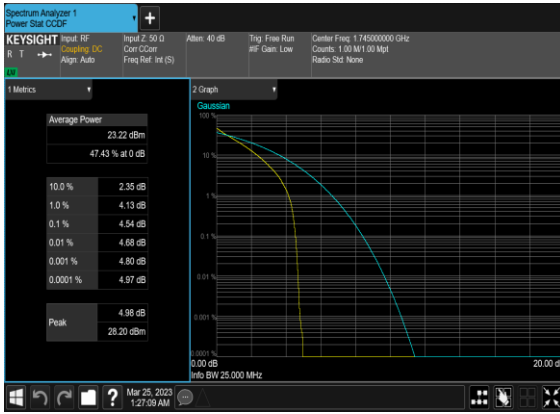 Spectrum Analyzer 1
Power Stat CCDF
KEYSIGHT
R T
Input: RF
Coupling: DC
Align: Auto
Input Z: 50 Ω
Corr CCorr
Freq Ref: Int (S)
Atten: 40 dB
Trig: Free Run
#IF Gain: Low
Center Freq: 1.745000000 GHz
Counts: 1.00 M/1.00 Mpt
Radio Std: None
1 Metrics
Average Power
23.22 dBm
47.43 % at 0 dB
10.0 % 2.35 dB
1.0 % 4.13 dB
0.1 % 4.54 dB
0.01 % 4.68 dB
0.001 % 4.80 dB
0.0001 % 4.97 dB
Peak
4.98 dB
28.20 dBm
2 Graph
Gaussian
100 %
10 %
1 %
0.1 %
0.01 %
0.001 %
0.0001 %
0.00 dB
20.00 d
Info BW 25.000 MHz
Mar 25, 2023
1:27:09 AM